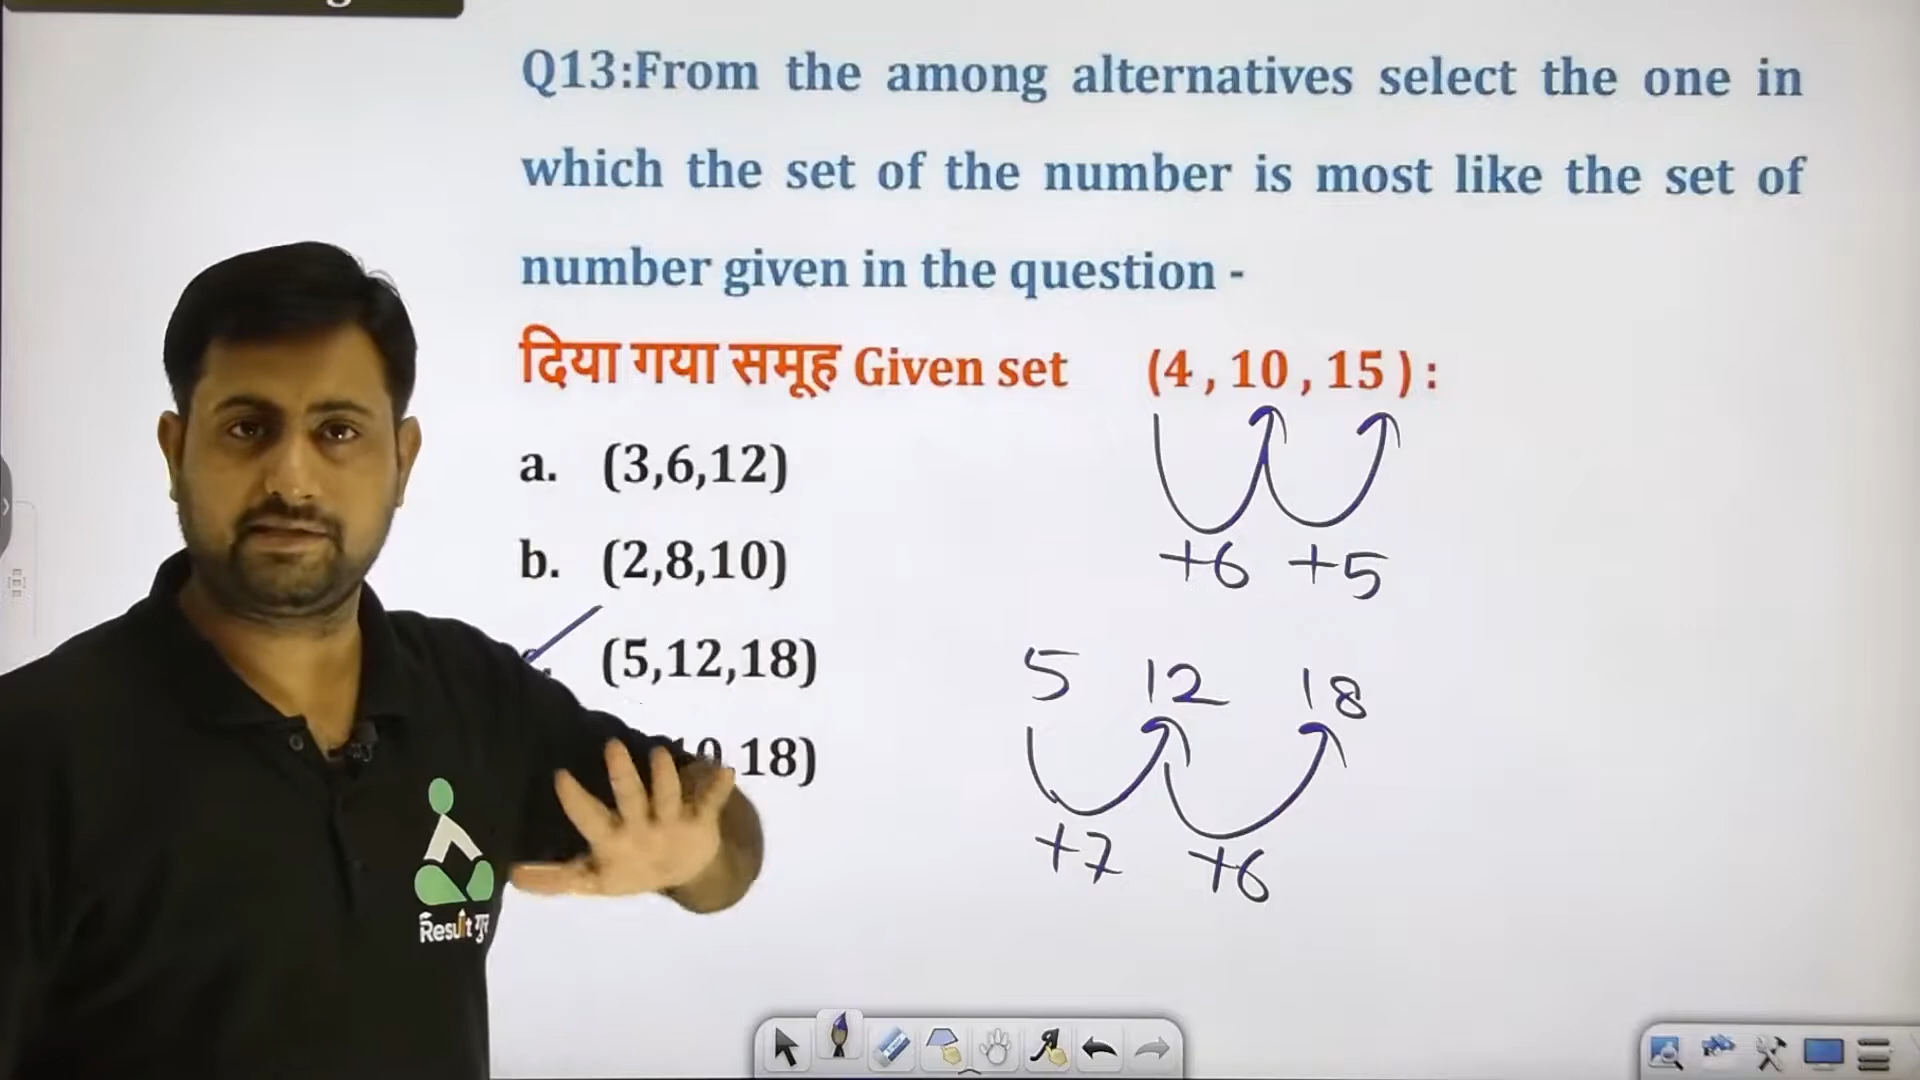 Q13:From the among alternatives select the one in
which the set of the number is most like the set of
number given in the question -
दिया गया समूह Given set (4 , 10 , 15 ) :
a. (3,6,12)
b. (2,8,10)
(5,12,18)
,18)
+6 +5
5 12 18
+7 +6
Result गुरु